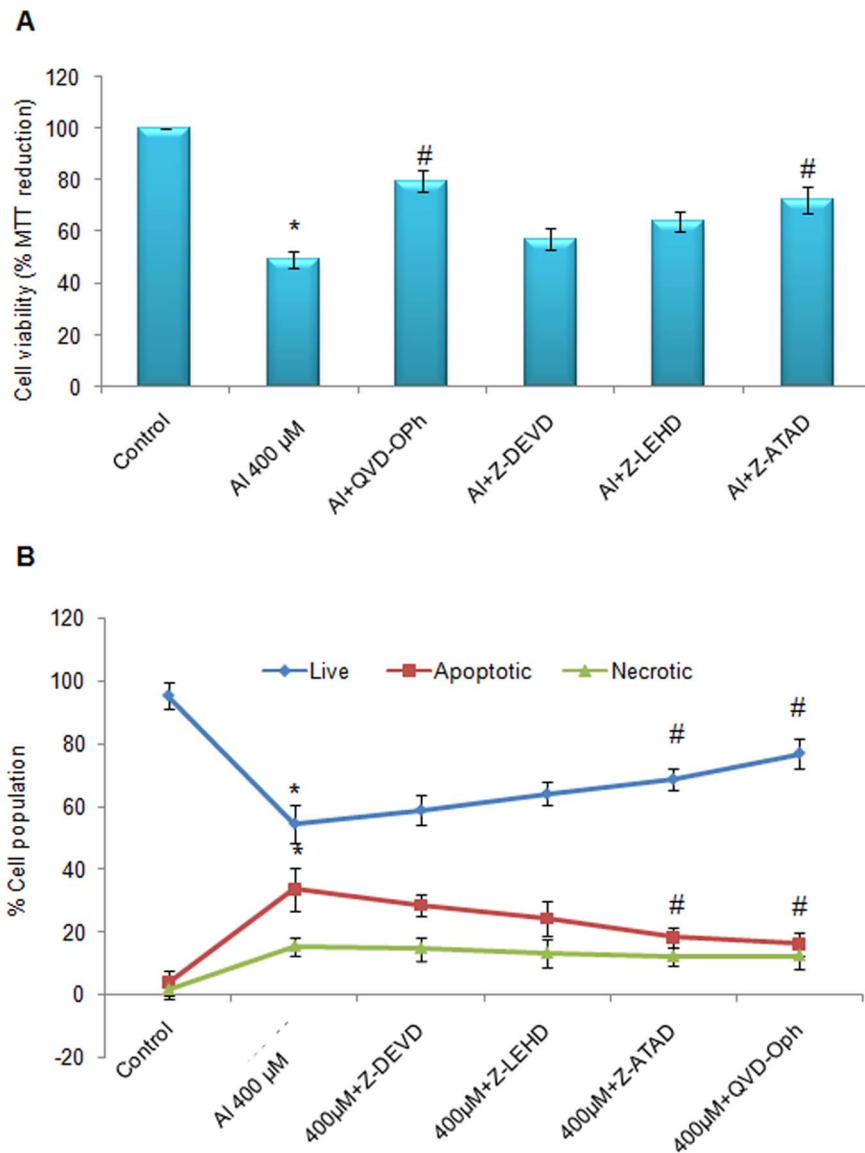 A
120
100
80
60
40
20
0
Cell viability (% MTT reduction)
*
#
#
Control
Al 400 µM
Al+QVD-OPh
Al+Z-DEVD
Al+Z-LEHD
Al+Z-ATAD
B
120
100
80
60
40
20
0
-20
% Cell population
Live Apoptotic Necrotic
*
#
#
*
#
#
Control
Al 400 µM
400µM+Z-DEVD
400µM+Z-LEHD
400µM+Z-ATAD
400µM+QVD-Oph